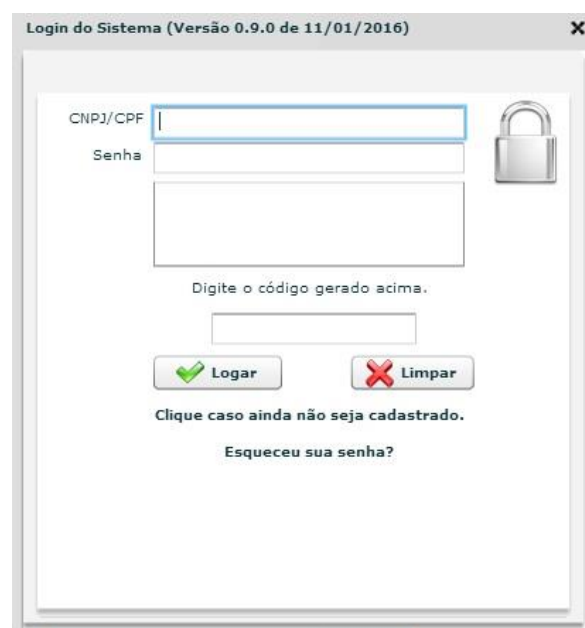 Login do Sistema (Versão 0.9.0 de 11/01/2016)
CNPJ/CPF
Senha
Digite o código gerado acima.
Logar Limpar
Clique caso ainda não seja cadastrado.
Esqueceu sua senha?